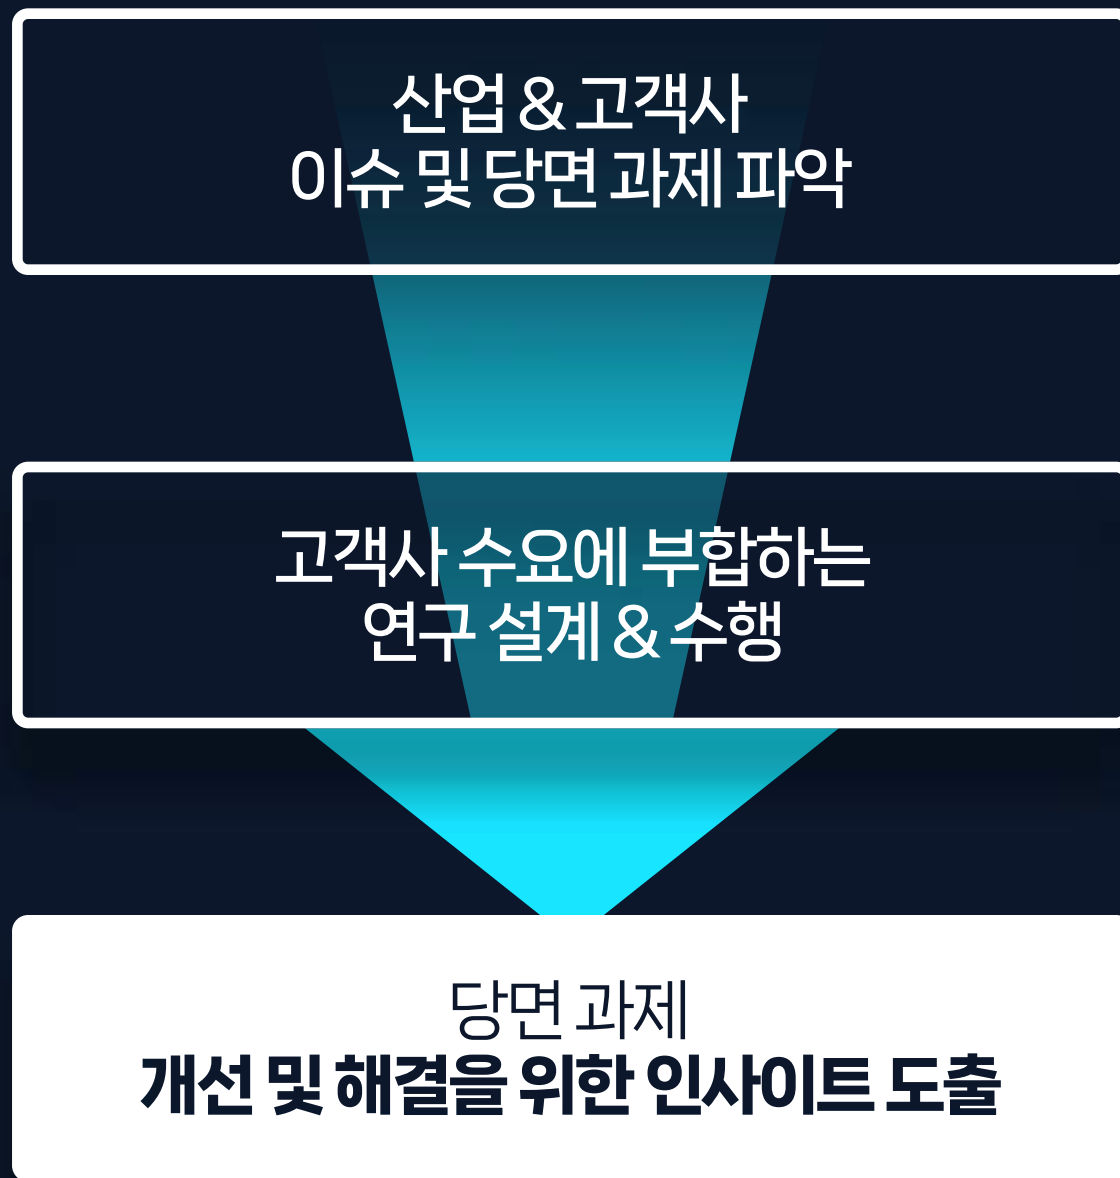 산업 & 고객사
이슈 및 당면 과제 파악
고객사 수요에 부합하는
연구 설계 & 수행
당면 과제
개선 및 해결을 위한 인사이트 도출